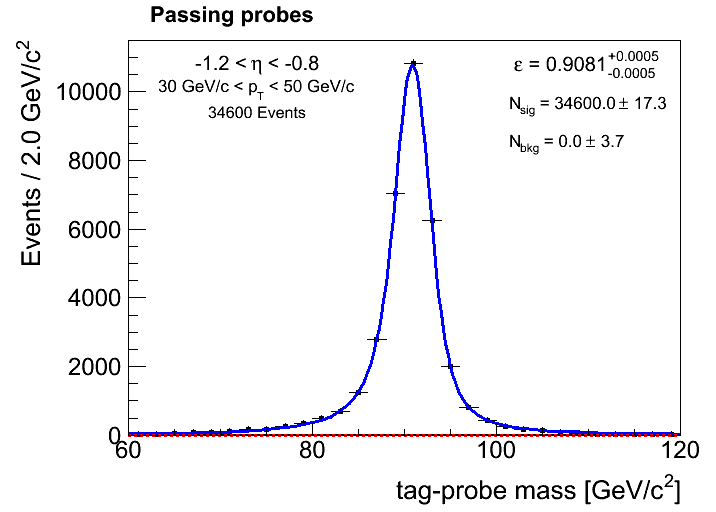 Passing probes
-1.2 < η < -0.8
30 GeV/c < p_T < 50 GeV/c
34600 Events
ε = 0.9081 +0.0005 -0.0005
N_sig = 34600.0 ± 17.3
N_bkg = 0.0 ± 3.7
Events / 2.0 GeV/c²
10000
8000
6000
4000
2000
0
60
80
100
120
tag-probe mass [GeV/c²]